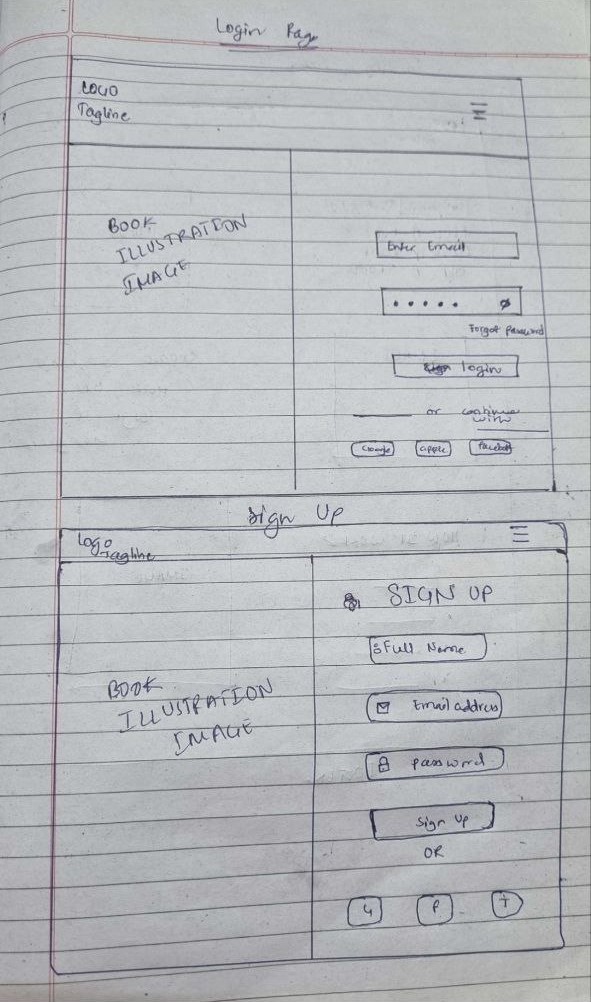 Login Page
LOGO
Tagline
BOOK
ILLUSTRATION
IMAGE
Enter Email
Forgot password
login
or continue
with
Google apple facebook
Sign Up
Logo
Tagline
SIGN UP
Full Name
BOOK
ILLUSTRATION
IMAGE
Email address
password
Sign Up
OR